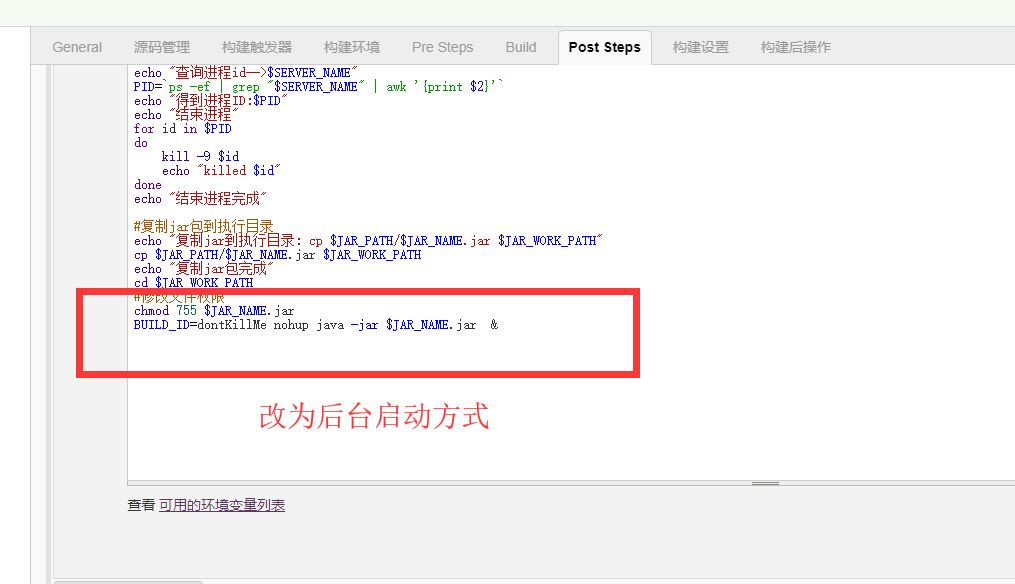 General 源码管理 构建触发器 构建环境 Pre Steps Build Post Steps 构建设置 构建后操作
echo "查询进程id-->$SERVER_NAME"
PID=`ps -ef | grep "$SERVER_NAME" | awk '{print $2}'`
echo "得到进程ID:$PID"
echo "结束进程"
for id in $PID
do
    kill -9 $id
    echo "killed $id"
done
echo "结束进程完成"

#复制jar包到执行目录
echo "复制jar到执行目录: cp $JAR_PATH/$JAR_NAME.jar $JAR_WORK_PATH"
cp $JAR_PATH/$JAR_NAME.jar $JAR_WORK_PATH
echo "复制jar包完成"
cd $JAR_WORK_PATH
#修改文件权限
chmod 755 $JAR_NAME.jar
BUILD_ID=dontKillMe nohup java -jar $JAR_NAME.jar  &
改为后台启动方式
查看 可用的环境变量列表